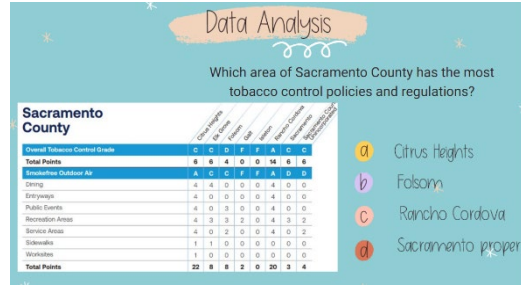 Data Analysis
Which area of Sacramento County has the most
tobacco control policies and regulations?
Sacramento
County
Citrus Heights
Elk Grove
Folsom
Galt
Isleton
Rancho Cordova
Sacramento
Sacramento County
Unincorporated
Overall Tobacco Control Grade C C D F F A C C
Total Points 6 6 4 0 0 14 6 6
Smokefree Outdoor Air A C C F F A D D
Dining 4 4 0 0 0 4 0 0
Entryways 4 0 0 0 0 4 0 0
Public Events 4 0 3 0 0 4 0 0
Recreation Areas 4 3 3 2 0 4 3 2
Service Areas 4 0 2 0 0 4 0 2
Sidewalks 1 1 0 0 0 0 0 0
Worksites 1 0 0 0 0 0 0 0
Total Points 22 8 8 2 0 20 3 4
a Citrus Heights
b Folsom
c Rancho Cordova
d Sacramento proper